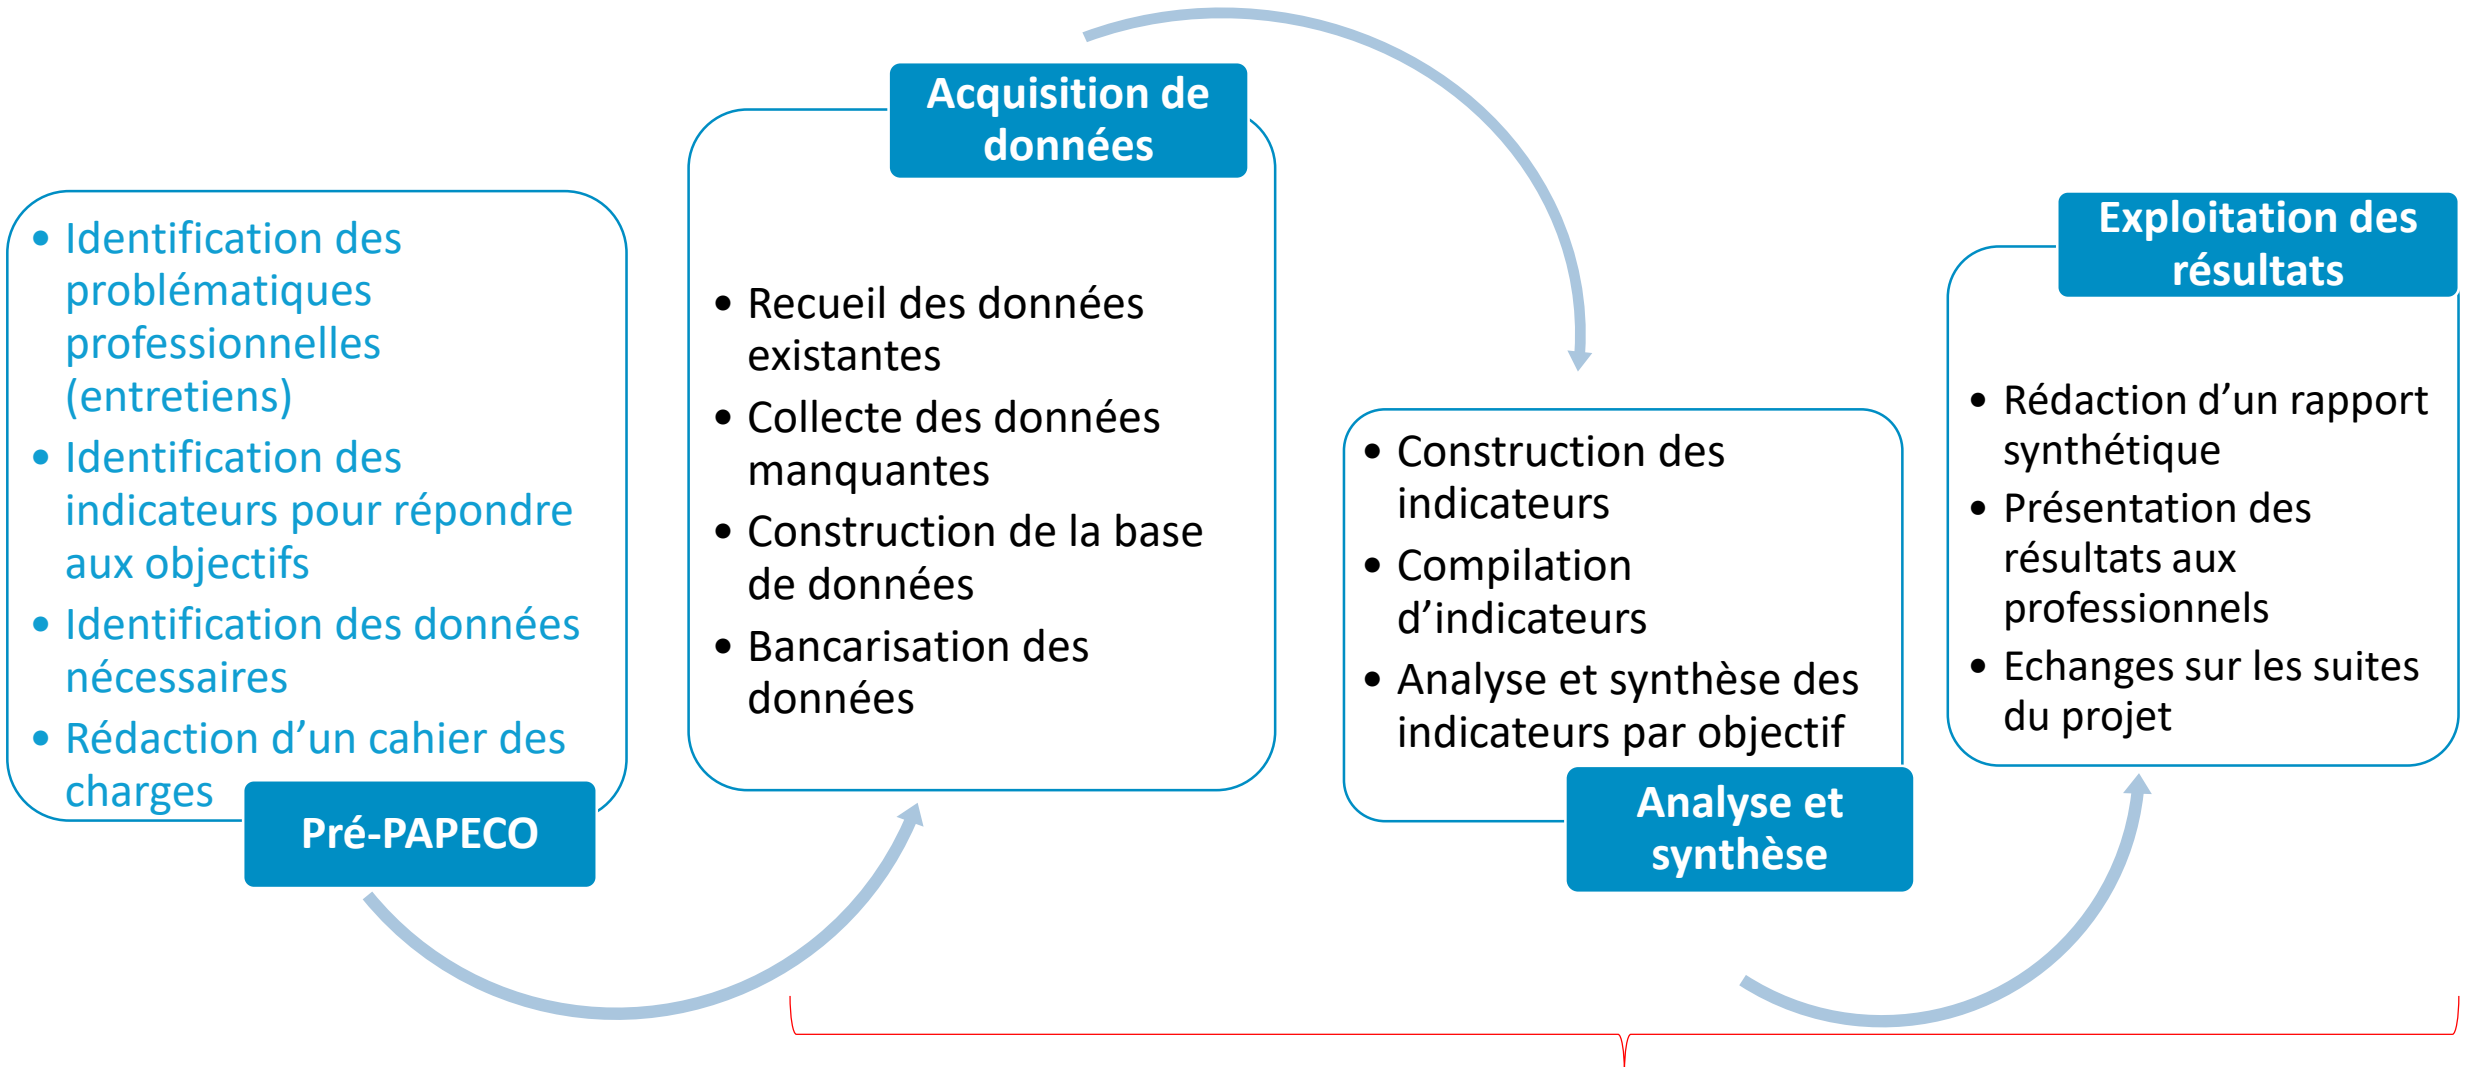 • Identification des
problématiques
professionnelles
(entretiens)
• Identification des
indicateurs pour répondre
aux objectifs
• Identification des données
nécessaires
• Rédaction d’un cahier des
charges
Pré-PAPECO
Acquisition de
données
• Recueil des données
existantes
• Collecte des données
manquantes
• Construction de la base
de données
• Bancarisation des
données
• Construction des
indicateurs
• Compilation
d’indicateurs
• Analyse et synthèse des
indicateurs par objectif
Analyse et
synthèse
Exploitation des
résultats
• Rédaction d’un rapport
synthétique
• Présentation des
résultats aux
professionnels
• Echanges sur les suites
du projet